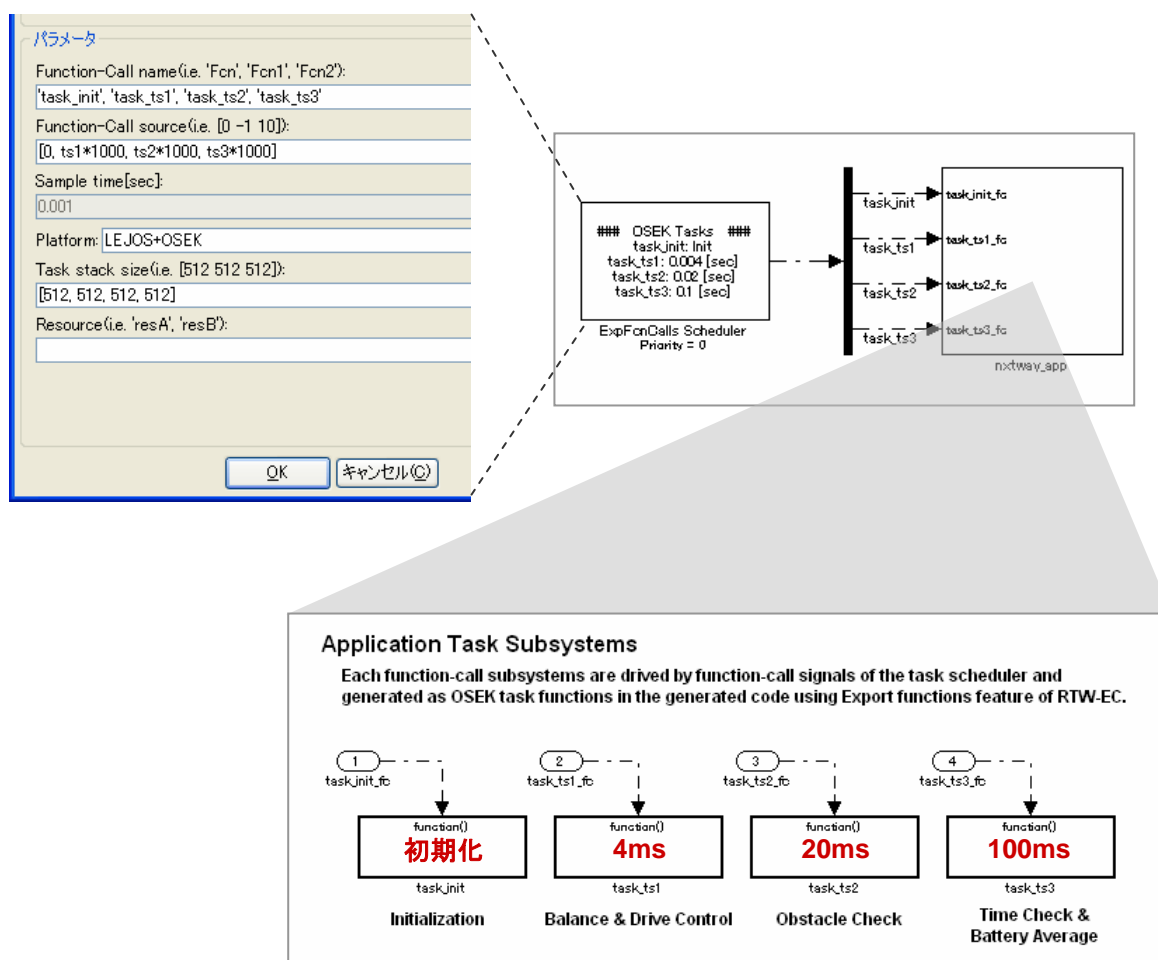 パラメータ
Function-Call name(i.e. 'Fcn', 'Fcn1', 'Fcn2'):
'task_init', 'task_ts1', 'task_ts2', 'task_ts3'
Function-Call source(i.e. [0 -1 10]):
[0, ts1*1000, ts2*1000, ts3*1000]
Sample time[sec]:
0.001
Platform: LEJOS+OSEK
Task stack size(i.e. [512 512 512]):
[512, 512, 512, 512]
Resource(i.e. 'resA', 'resB'):
OK
キャンセル(C)
### OSEK Tasks ###
task_init: Init
task_ts1: 0.004 [sec]
task_ts2: 0.02 [sec]
task_ts3: 0.1 [sec]
ExpFcnCalls Scheduler
Priority = 0
task_init
task_ts1
task_ts2
task_ts3
task_init_fc
task_ts1_fc
task_ts2_fc
task_ts3_fc
nxtway_app
Application Task Subsystems
Each function-call subsystems are drived by function-call signals of the task scheduler and
generated as OSEK task functions in the generated code using Export functions feature of RTW-EC.
1
task_init_fc
function()
初期化
task_init
Initialization
2
task_ts1_fc
function()
4ms
task_ts1
Balance & Drive Control
3
task_ts2_fc
function()
20ms
task_ts2
Obstacle Check
4
task_ts3_fc
function()
100ms
task_ts3
Time Check &
Battery Average